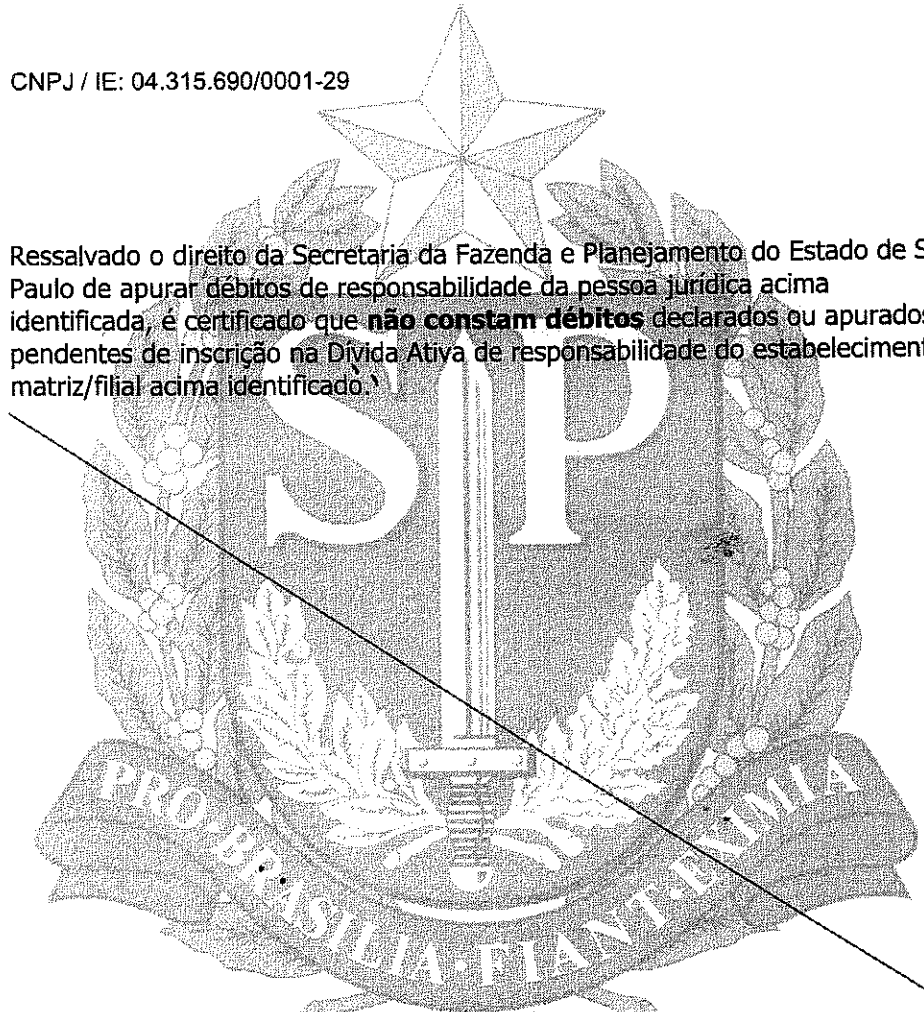 CNPJ / IE: 04.315.690/0001-29
Ressalvado o direito da Secretaria da Fazenda e Planejamento do Estado de S
Paulo de apurar débitos de responsabilidade da pessoa jurídica acima
identificada, é certificado que não constam débitos declarados ou apurados
pendentes de inscrição na Dívida Ativa de responsabilidade do estabeleciment
matriz/filial acima identificado.
SP
PRO·BRASILIA·FIANT·EXIMIA